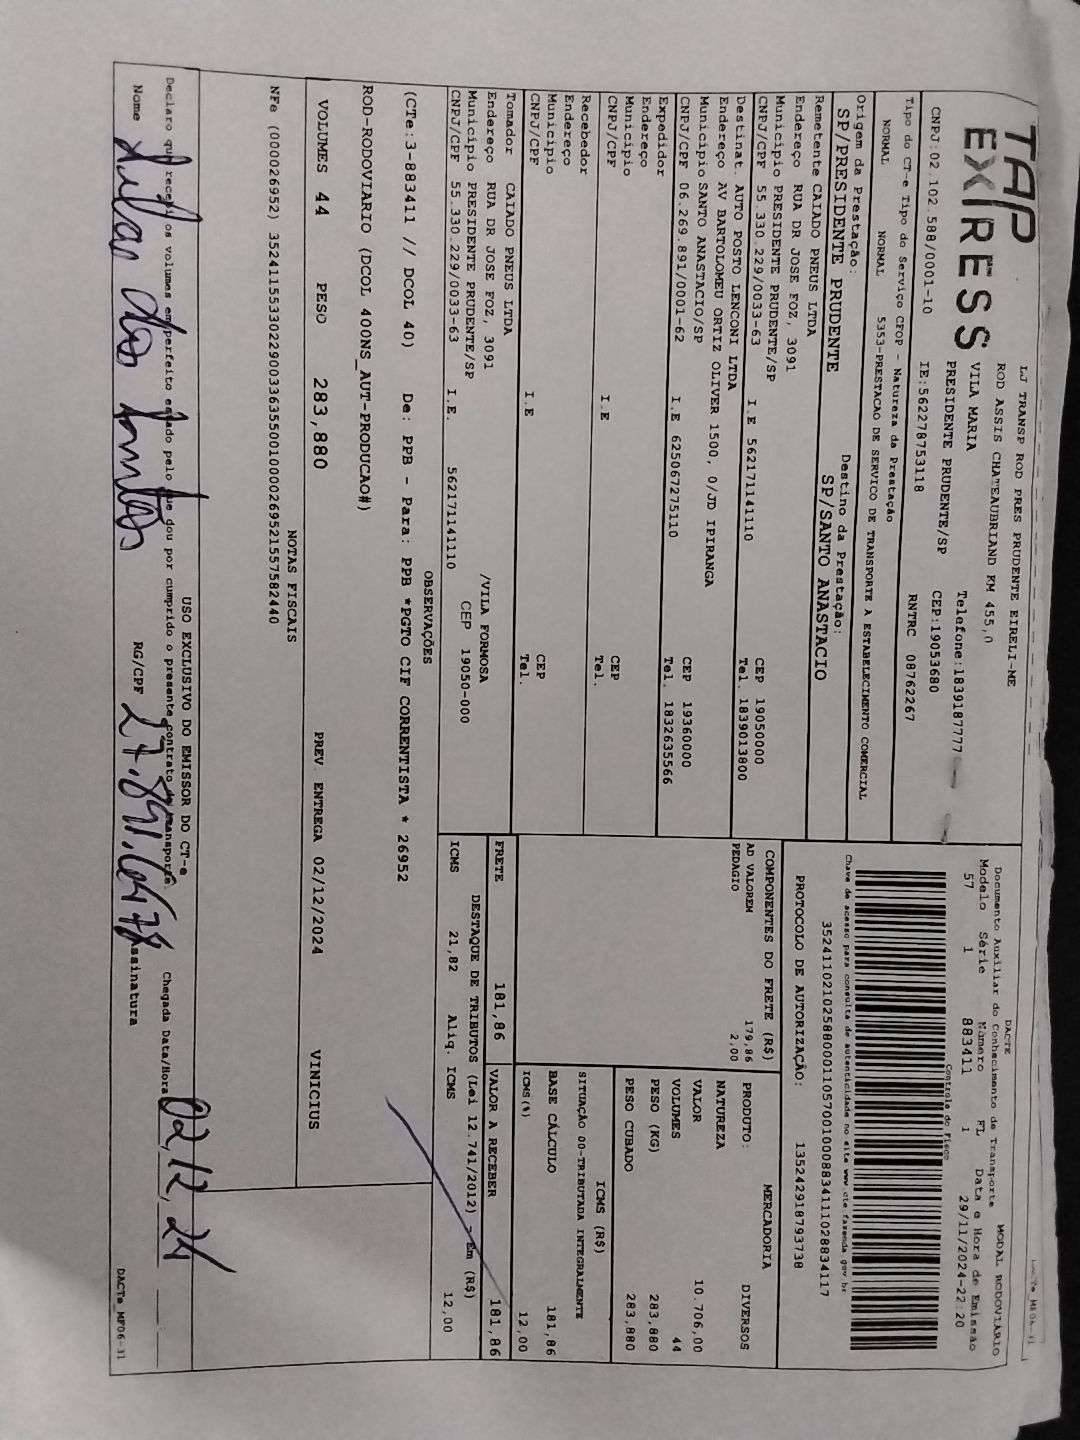 TAP EXPRESS
LJ TRANSP ROD PRES PRUDENTE EIRELI-ME
ROD ASSIS CHATEAUBRIAND KM 455,0
VILA MARIA Telefone:1839187777
PRESIDENTE PRUDENTE/SP CEP:19053680
CNPJ:02.102.588/0001-10 IE:562278753118 RNTRC 08762267
Tipo do CT-e Tipo do Serviço CFOP - Natureza da Prestação
NORMAL NORMAL 5353-PRESTACAO DE SERVICO DE TRANSPORTE A ESTABELECIMENTO COMERCIAL
Origem da Prestação: Destino da Prestação:
SP/PRESIDENTE PRUDENTE SP/SANTO ANASTACIO
Remetente CAIADO PNEUS LTDA
Endereço RUA DR JOSE FOZ, 3091
Município PRESIDENTE PRUDENTE/SP CEP 19050000
CNPJ/CPF 55.330.229/0033-63 I.E 562171141110 Tel. 1839013800
Destinat. AUTO POSTO LENCONI LTDA
Endereço AV BARTOLOMEU ORTIZ OLIVER 1500, 0/JD IPIRANGA
Município SANTO ANASTACIO/SP CEP 19360000
CNPJ/CPF 06.269.891/0001-62 I.E 625067275110 Tel. 1832635566
Expedidor
Endereço
Município CEP
CNPJ/CPF I.E Tel.
Recebedor
Endereço
Município CEP
CNPJ/CPF I.E Tel.
Tomador CAIADO PNEUS LTDA
Endereço RUA DR JOSE FOZ, 3091 /VILA FORMOSA
Município PRESIDENTE PRUDENTE/SP CEP 19050-000
CNPJ/CPF 55.330.229/0033-63 I.E. 562171141110
DACTE
Documento Auxiliar do Conhecimento de Transporte MODAL RODOVIÁRIO
Modelo Série Número FL Data e Hora de Emissão
57 1 883411 1 29/11/2024-22:20
Controle do Fisco
Chave de acesso para consulta de autenticidade no site www.cte.fazenda.gov.br
35241102102588000110570010008834111028834117
PROTOCOLO DE AUTORIZAÇÃO: 135242918793738
COMPONENTES DO FRETE (R$)
AD VALOREM 179,86
PEDAGIO 2,00
MERCADORIA
PRODUTO: DIVERSOS
NATUREZA
VALOR 10.706,00
VOLUMES 44
PESO (KG) 283,880
PESO CUBADO 283,880
ICMS (R$)
SITUAÇÃO 00-TRIBUTADA INTEGRALMENTE
BASE CÁLCULO 181,86
ICMS(%) 12,00
FRETE 181,86 VALOR A RECEBER 181,86
DESTAQUE DE TRIBUTOS (Lei 12.741/2012) - Em (R$)
ICMS 21,82 Aliq. ICMS 12,00
OBSERVAÇÕES
(CTe:3-883411 // DCOL 40) De: PPB - Para: PPB *PGTO CIF CORRENTISTA * 26952
ROD-RODOVIARIO (DCOL 400NS_AUT-PRODUCAO#)
VOLUMES 44 PESO 283,880 PREV. ENTREGA 02/12/2024 VINICIUS
NOTAS FISCAIS
NFe (000026952) 35241155330229003363550010000269521557582440
USO EXCLUSIVO DO EMISSOR DO CT-e
Declaro que recebi os volumes em perfeito estado pelo que dou por cumprido o presente contrato de transporte. Chegada Data/Hora 02/12/24
Nome Silas dos Santos RG/CPF Assinatura
DACTe_MF06-31